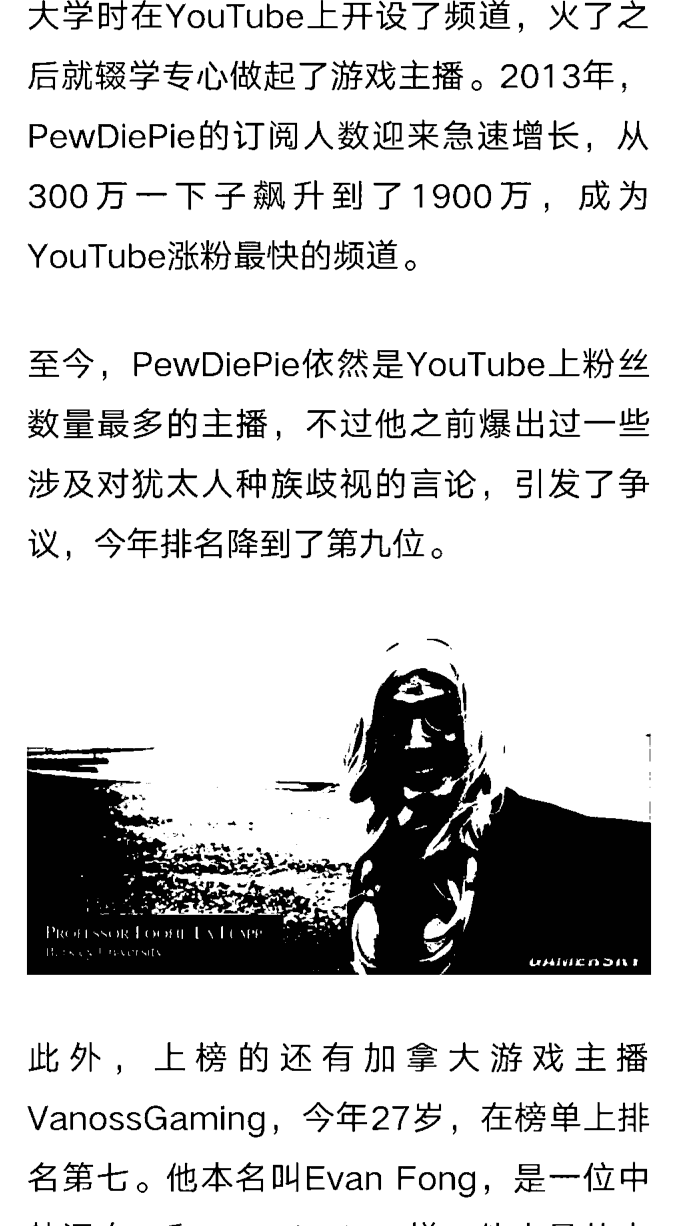 大学时在YouTube上开设了频道，火了之
后就辍学专心做起了游戏主播。2013年，
PewDiePie的订阅人数迎来急速增长，从
300万一下子飙升到了1900万，成为
YouTube涨粉最快的频道。
至今，PewDiePie依然是YouTube上粉丝
数量最多的主播，不过他之前爆出过一些
涉及对犹太人种族歧视的言论，引发了争
议，今年排名降到了第九位。
PROFESSOR
University
GAMERSKY
此外，上榜的还有加拿大游戏主播
VanossGaming，今年27岁，在榜单上排
名第七。他本名叫Evan Fong，是一位中